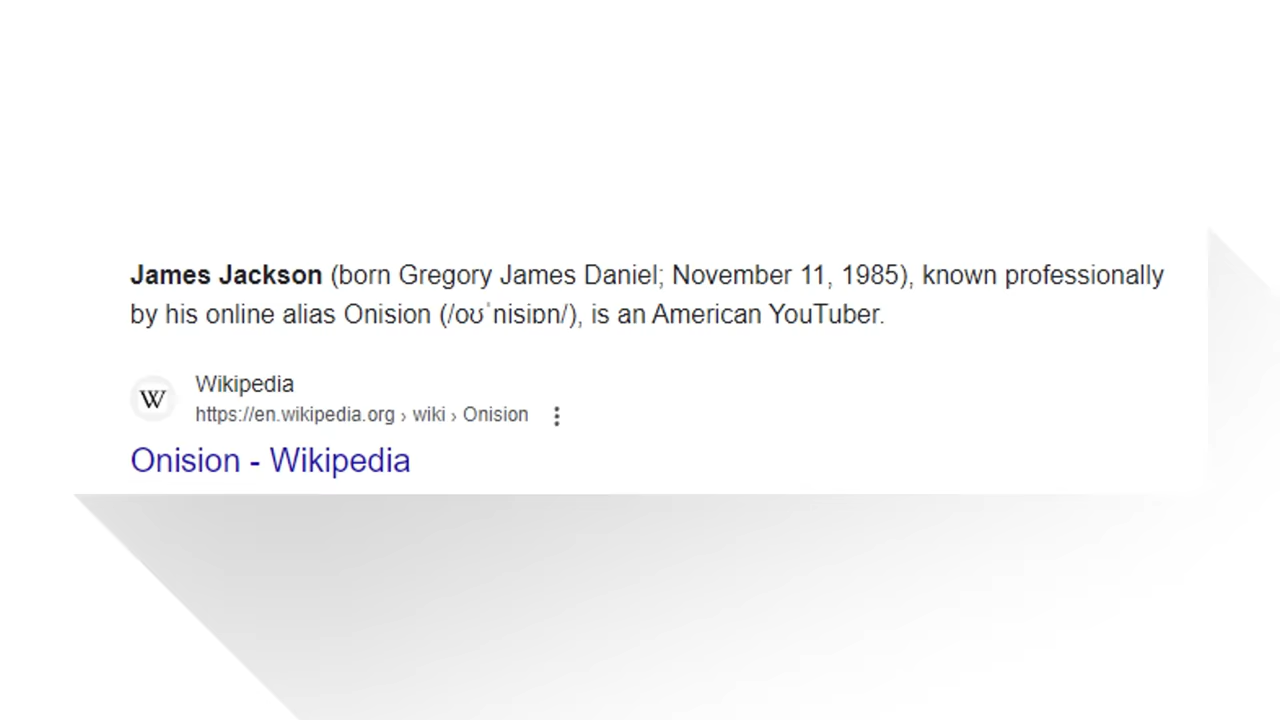 James Jackson (born Gregory James Daniel; November 11, 1985), known professionally
by his online alias Onision (/oʊˈnisiɒn/), is an American YouTuber.
W
Wikipedia
https://en.wikipedia.org › wiki › Onision
Onision - Wikipedia